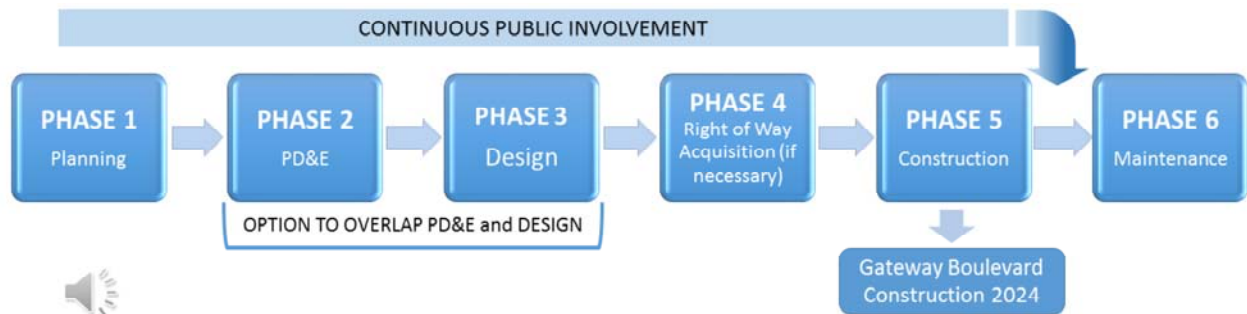 CONTINUOUS PUBLIC INVOLVEMENT
PHASE 1
Planning
PHASE 2
PD&E
PHASE 3
Design
PHASE 4
Right of Way
Acquisition (if
necessary)
PHASE 5
Construction
PHASE 6
Maintenance
OPTION TO OVERLAP PD&E and DESIGN
Gateway Boulevard
Construction 2024